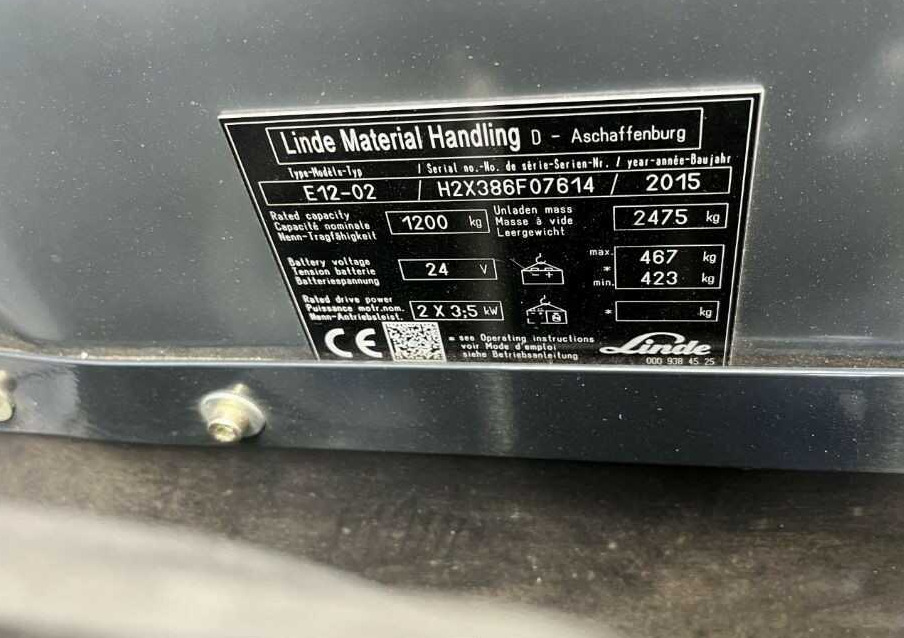 Linde Material Handling D - Aschaffenburg
Type-Modèls-Typ / Serial no.-No. de série-Serien-Nr. / year-année-Baujahr
E12-02 / H2X386F07614 / 2015
Rated capacity
Capacité nominale
Nenn-Tragfähigkeit
1200 kg
Unladen mass
Masse à vide
Leergewicht
2475 kg
Battery voltage
Tension batterie
Batteriespannung
24 V
- +
max. 467 kg
*
min. 423 kg
Rated drive power
Puissance motr.nom.
Nenn-Antriebsleist.
2 X 3,5 kW
* kg
CE
* see Operating instructions
voir Mode d'emploi
siehe Betriebsanleitung
Linde
000 938 45 25